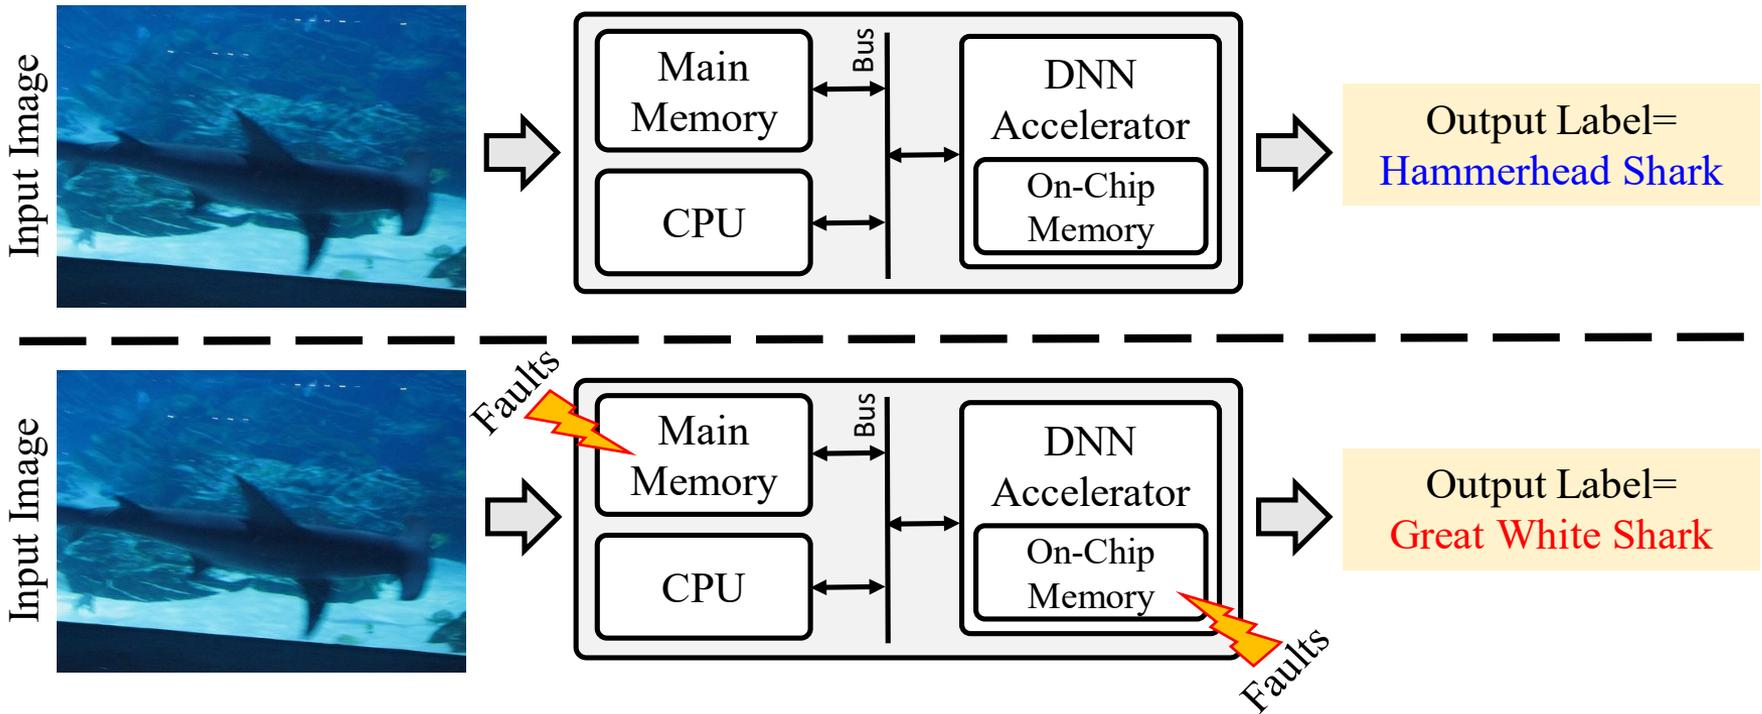 Input Image
Main
Memory
CPU
Bus
DNN
Accelerator
On-Chip
Memory
Output Label=
Hammerhead Shark
Input Image
Faults
Main
Memory
CPU
Bus
DNN
Accelerator
On-Chip
Memory
Faults
Output Label=
Great White Shark